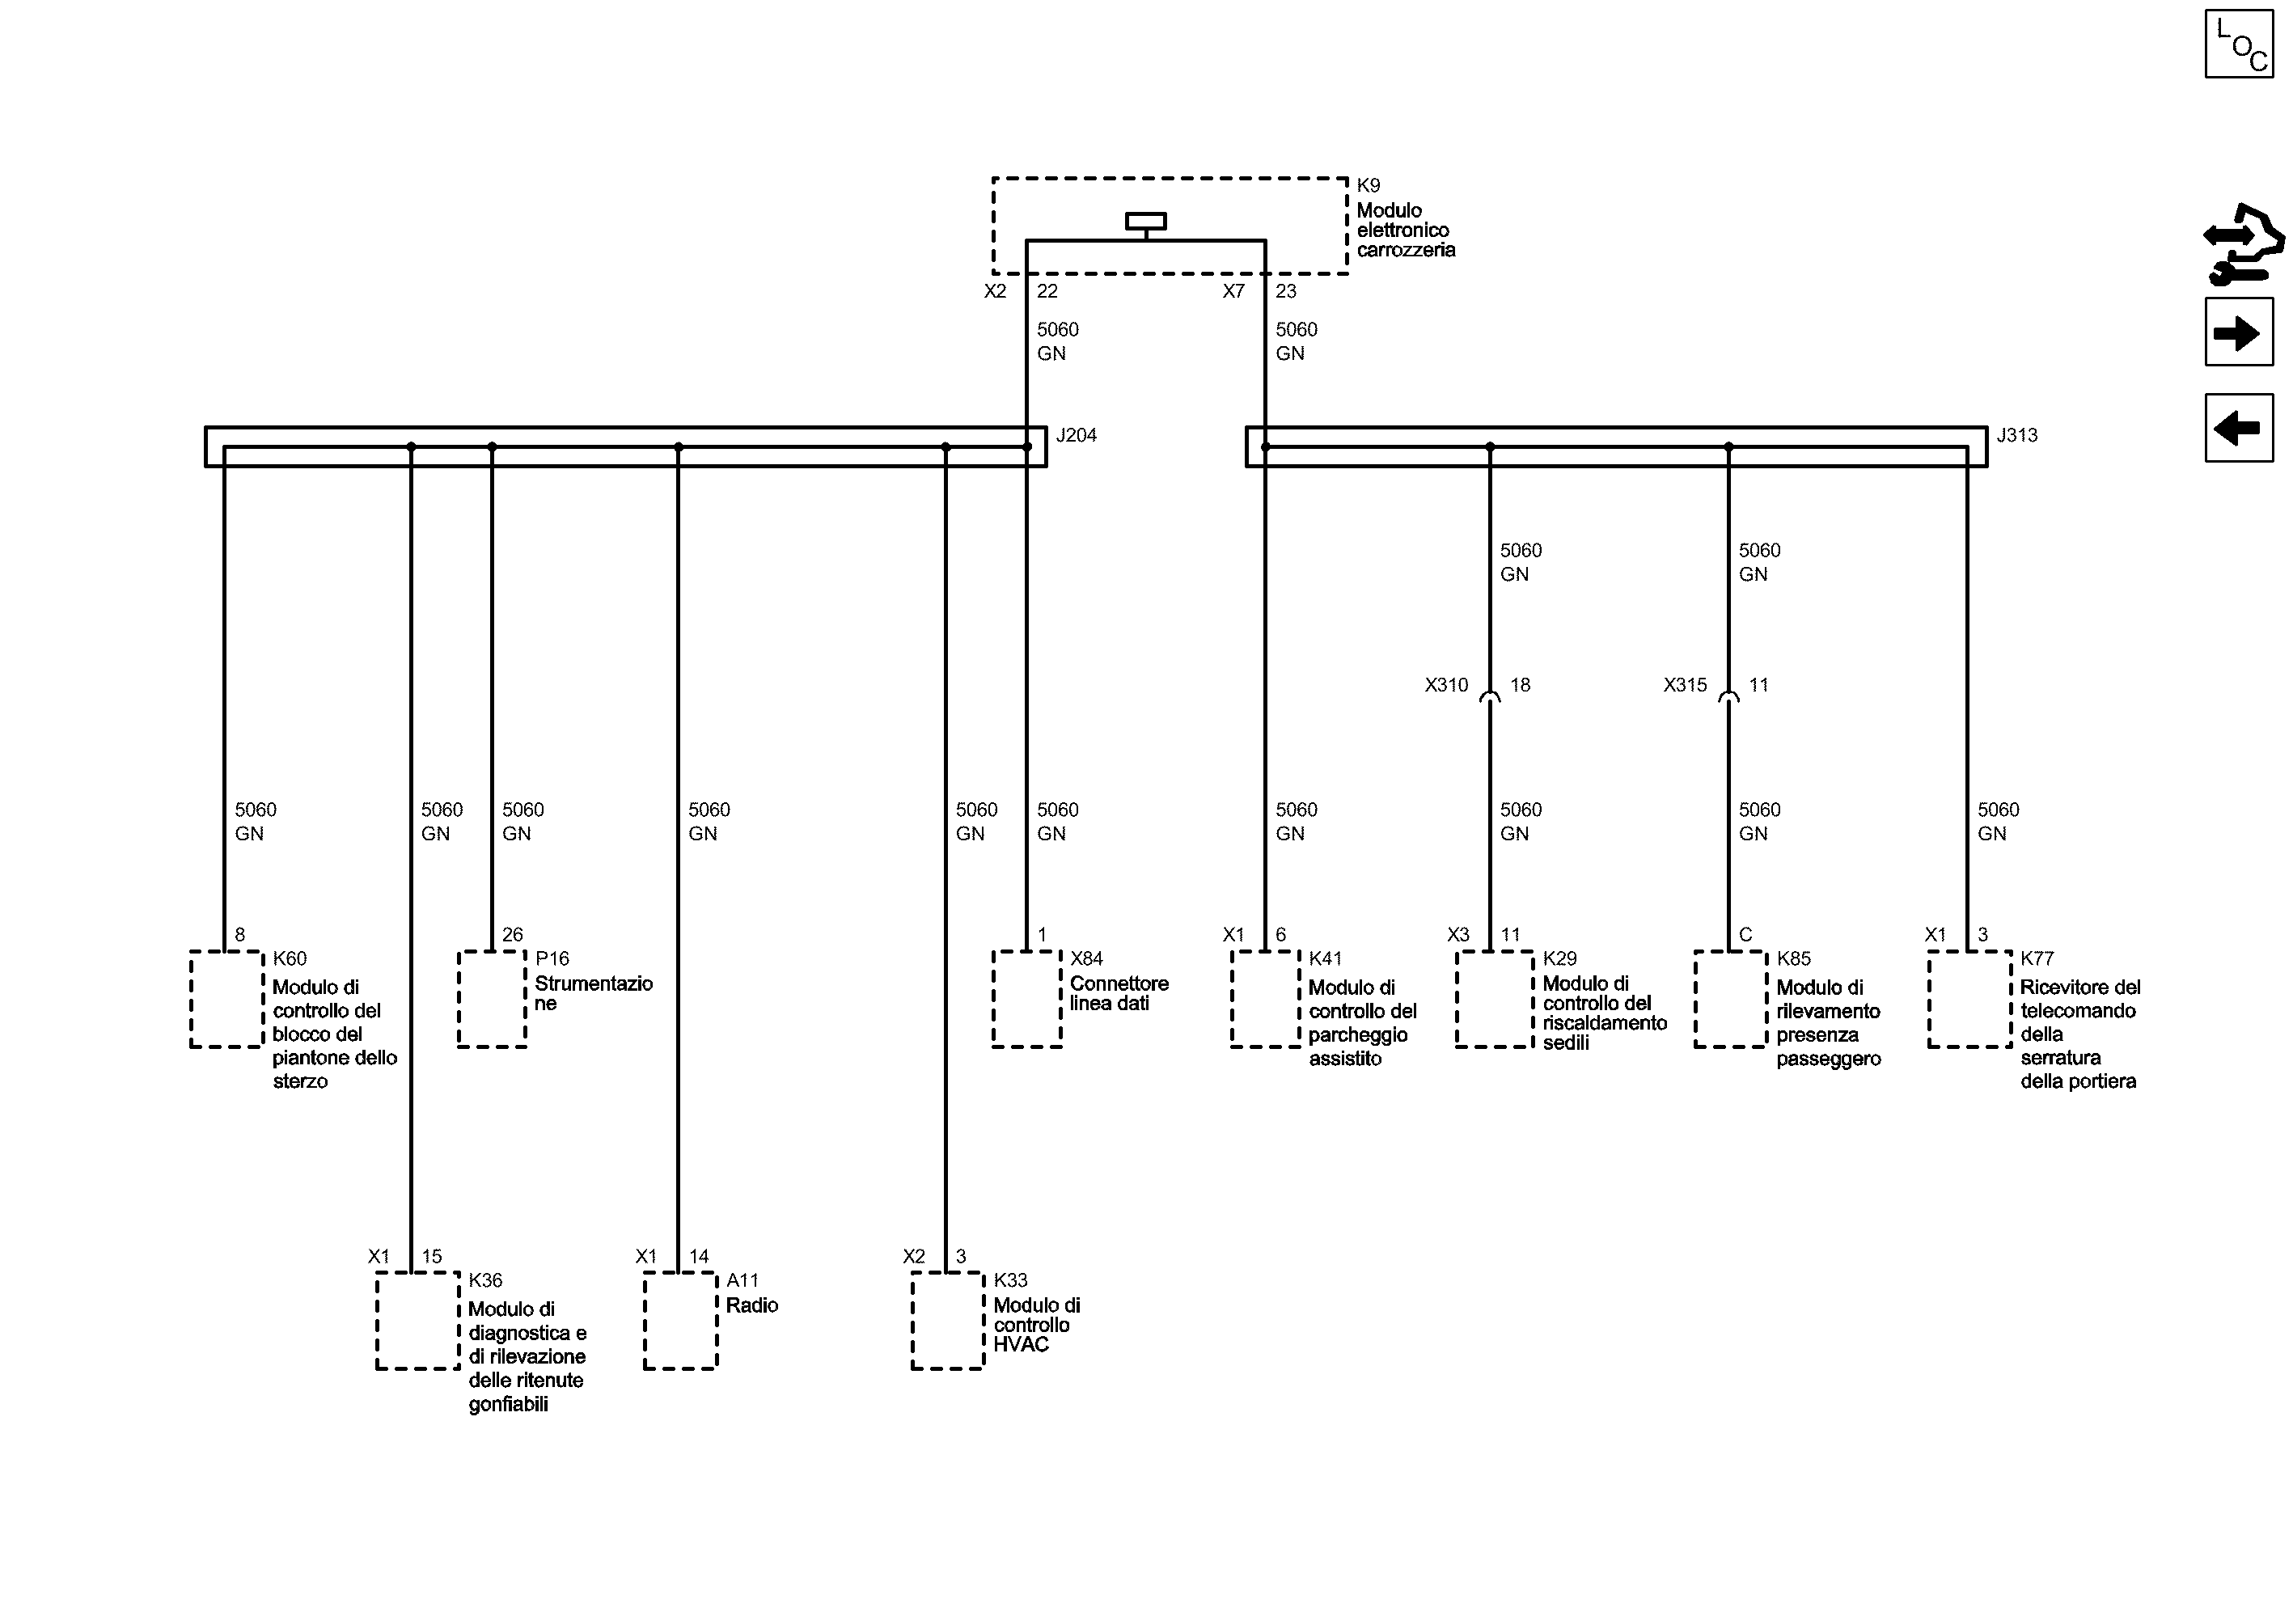 LOC
K9
Modulo
elettronico
carrozzeria
X2 22 X7 23
5060 5060
GN GN
J204 J313
5060 5060
GN GN
X310 18 X315 11
5060 5060 5060 5060 5060 5060 5060 5060 5060 5060
GN GN GN GN GN GN GN GN GN GN
8 26 1 X1 6 X3 11 C X1 3
K60
Modulo di
controllo del
blocco del
piantone dello
sterzo
P16
Strumentazio
ne
X84
Connettore
linea dati
K41
Modulo di
controllo del
parcheggio
assistito
K29
Modulo di
controllo del
riscaldamento
sedili
K85
Modulo di
rilevamento
presenza
passeggero
K77
Ricevitore del
telecomando
della
serratura
della portiera
X1 15 X1 14 X2 3
K36
Modulo di
diagnostica e
di rilevazione
delle ritenute
gonfiabili
A11
Radio
K33
Modulo di
controllo
HVAC